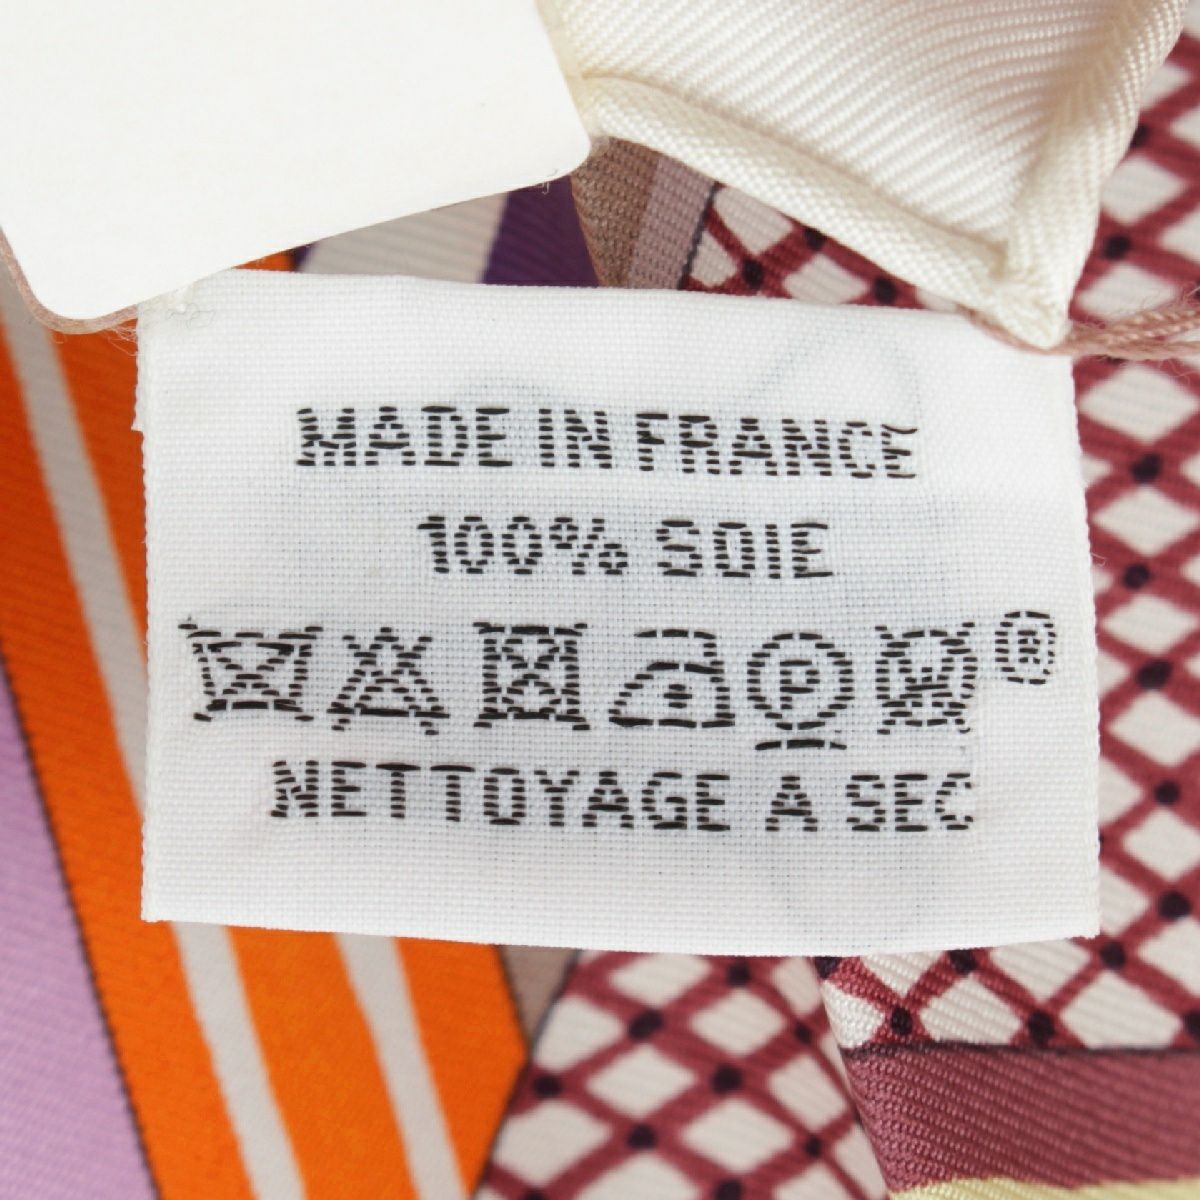 MADE IN FRANCE
100% SOIE
P W ®
NETTOYAGE A SEC